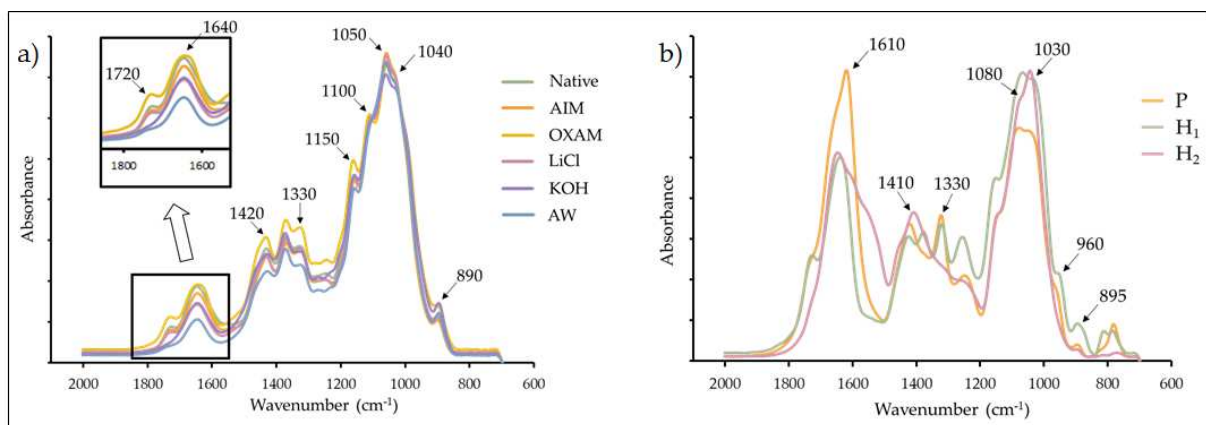 a)
1640
1720
1800 1600
1050
1040
1100
1150
1420
1330
890
Native
AIM
OXAM
LiCl
KOH
AW
Absorbance
2000 1800 1600 1400 1200 1000 800 600
Wavenumber (cm⁻¹)
b)
1610
1030
1080
1410
1330
960
895
P
H₁
H₂
Absorbance
2000 1800 1600 1400 1200 1000 800 600
Wavenumber (cm⁻¹)